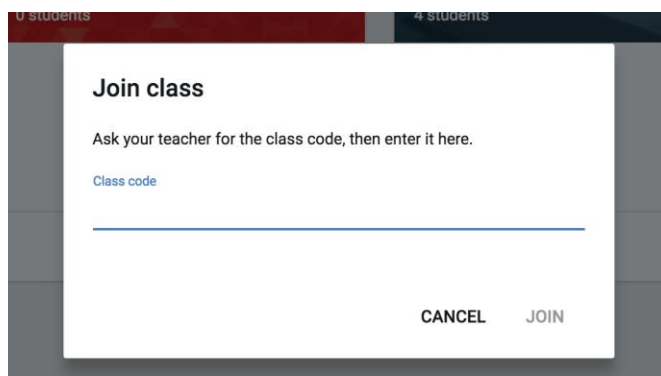 0 students
4 students
Join class
Ask your teacher for the class code, then enter it here.
Class code
CANCEL JOIN